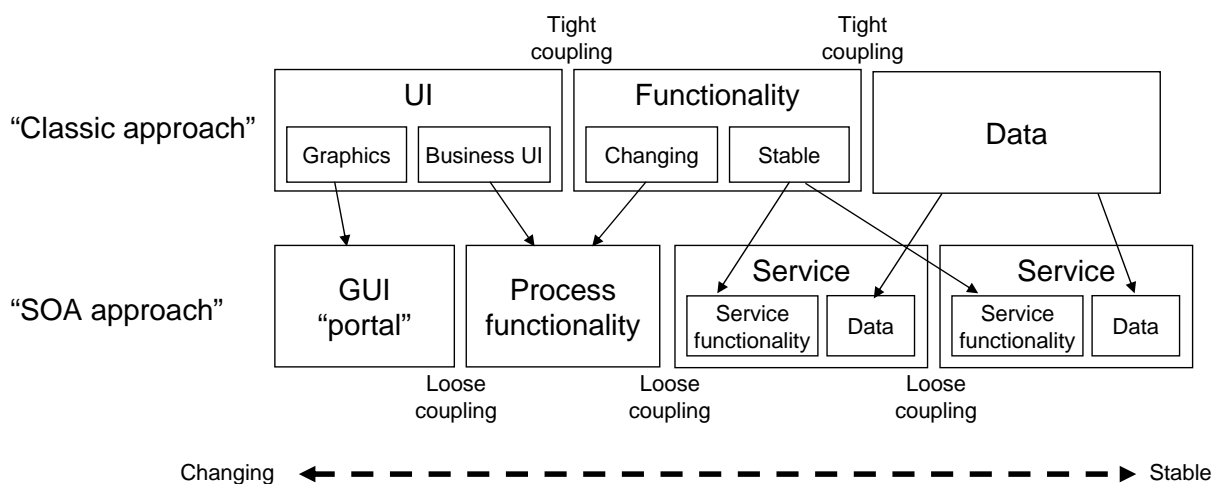 Tight
coupling
Tight
coupling
“Classic approach”
UI
Graphics
Business UI
Functionality
Changing
Stable
Data
“SOA approach”
GUI
“portal”
Process
functionality
Service
Service
functionality
Data
Service
Service
functionality
Data
Loose
coupling
Loose
coupling
Loose
coupling
Changing
Stable